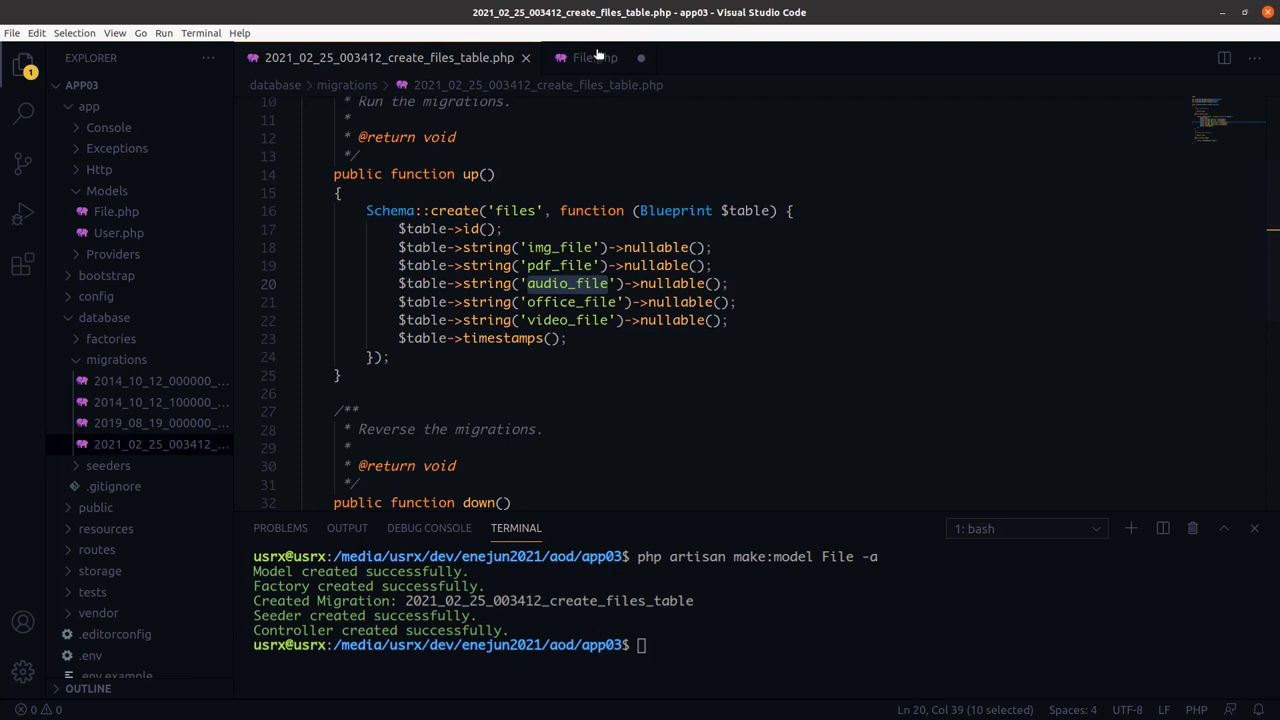 2021_02_25_003412_create_files_table.php - app03 - Visual Studio Code
File Edit Selection View Go Run Terminal Help
EXPLORER
2021_02_25_003412_create_files_table.php
File.php
database > migrations > 2021_02_25_003412_create_files_table.php
1
APP03
app
Console
Exceptions
Http
Models
File.php
User.php
Providers
bootstrap
config
database
factories
migrations
2014_10_12_000000_...
2014_10_12_100000_...
2019_08_19_000000_...
2021_02_25_003412_...
seeders
.gitignore
public
resources
routes
storage
tests
vendor
.editorconfig
.env
.env.example
OUTLINE
10 * Run the migrations.
11 *
12 * @return void
13 */
14 public function up()
15 {
16 Schema::create('files', function (Blueprint $table) {
17 $table->id();
18 $table->string('img_file')->nullable();
19 $table->string('pdf_file')->nullable();
20 $table->string('audio_file')->nullable();
21 $table->string('office_file')->nullable();
22 $table->string('video_file')->nullable();
23 $table->timestamps();
24 });
25 }
26
27 /**
28 * Reverse the migrations.
29 *
30 * @return void
31 */
32 public function down()
PROBLEMS OUTPUT DEBUG CONSOLE TERMINAL
1: bash
usrx@usrx:/media/usrx/dev/enejun2021/aod/app03$ php artisan make:model File -a
Model created successfully.
Factory created successfully.
Created Migration: 2021_02_25_003412_create_files_table
Seeder created successfully.
Controller created successfully.
usrx@usrx:/media/usrx/dev/enejun2021/aod/app03$
0 0
Ln 20, Col 39 (10 selected) Spaces: 4 UTF-8 LF PHP